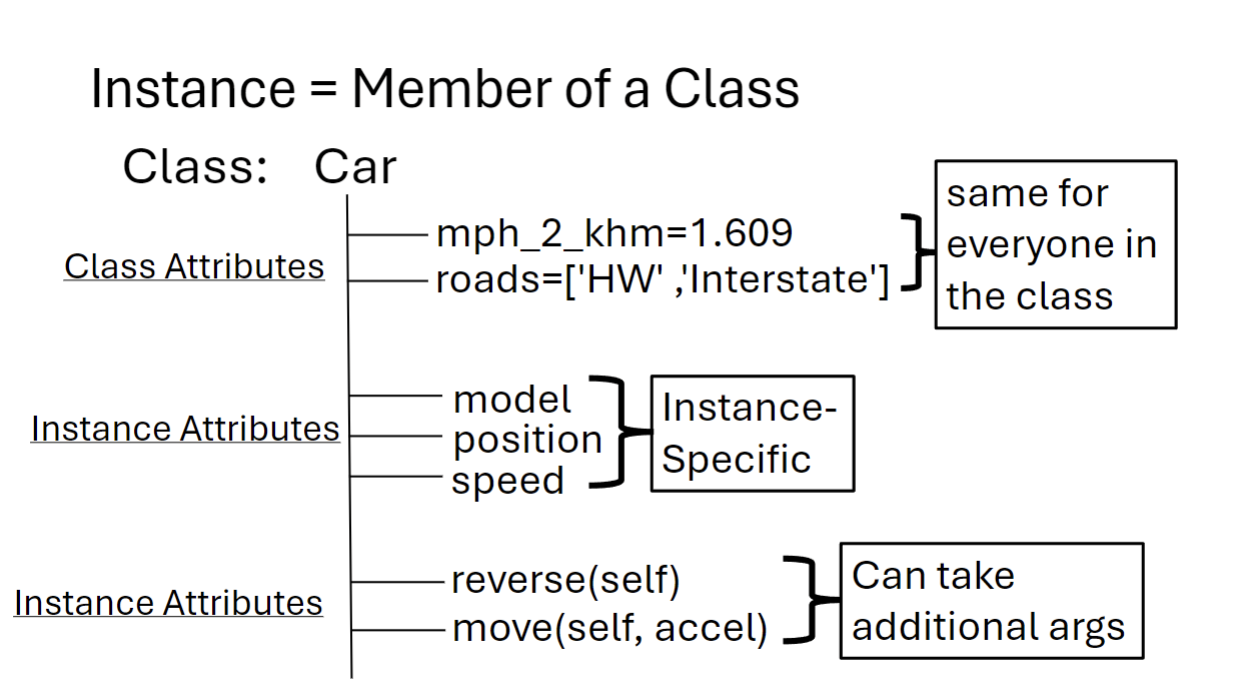 Instance = Member of a Class
Class: Car
same for
everyone in
the class
mph_2_khm=1.609
Class Attributes
roads=['HW' ,'Interstate']
model
Instance-
Specific
Instance Attributes
position
speed
reverse(self)
Can take
additional args
Instance Attributes
move(self, accel)